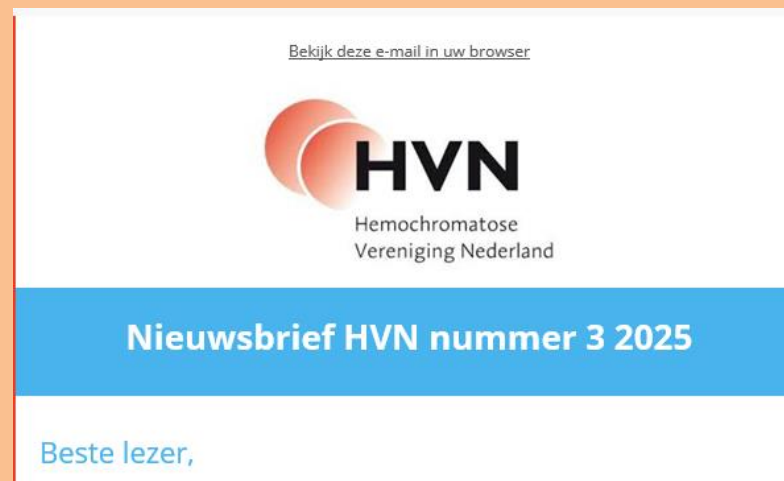 Bekijk deze e-mail in uw browser
HVN
Hemochromatose
Vereniging Nederland
Nieuwsbrief HVN nummer 3 2025
Beste lezer,